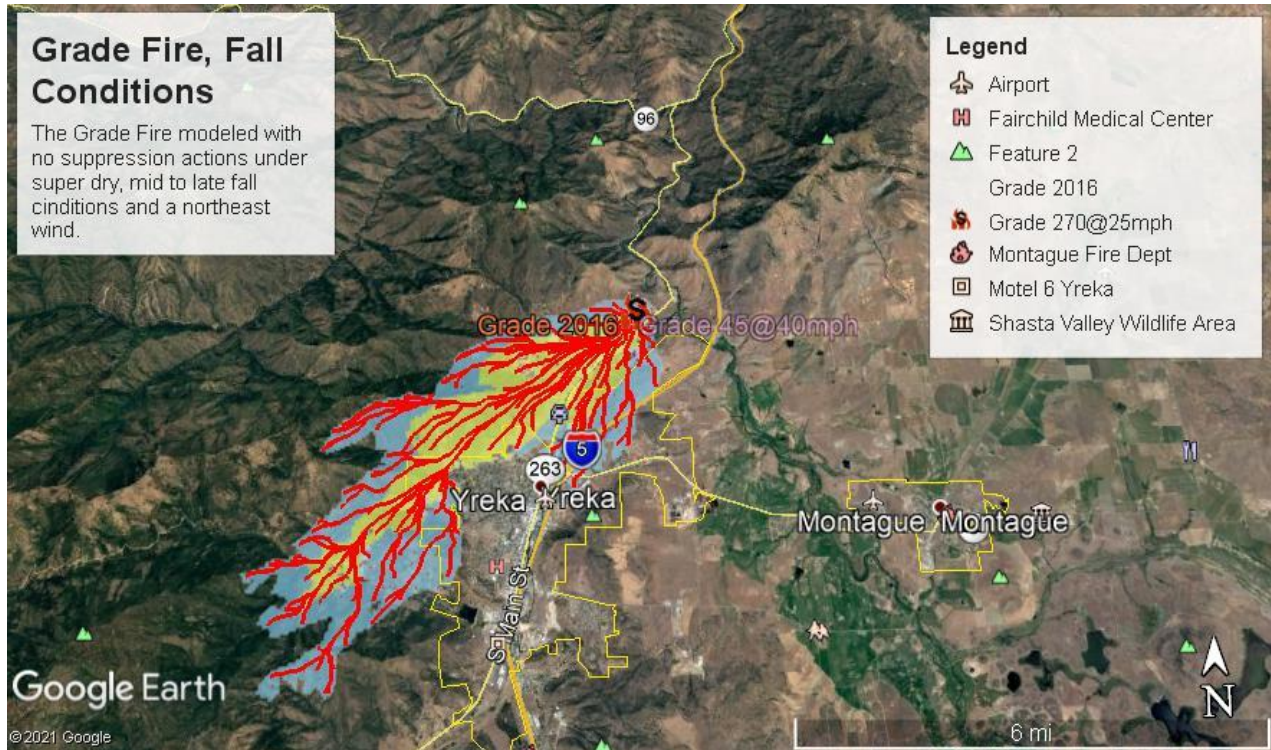 Grade Fire, Fall
Conditions
The Grade Fire modeled with
no suppression actions under
super dry, mid to late fall
cinditions and a northeast
wind.
Legend
Airport
Fairchild Medical Center
Feature 2
Grade 2016
Grade 270@25mph
Montague Fire Dept
Motel 6 Yreka
Shasta Valley Wildlife Area
96
S
Grade 2016 Grade 45@40mph
5
263
Yreka Yreka
Montague Montague
H
S Main St
Google Earth
N
6 mi
© 2021 Google